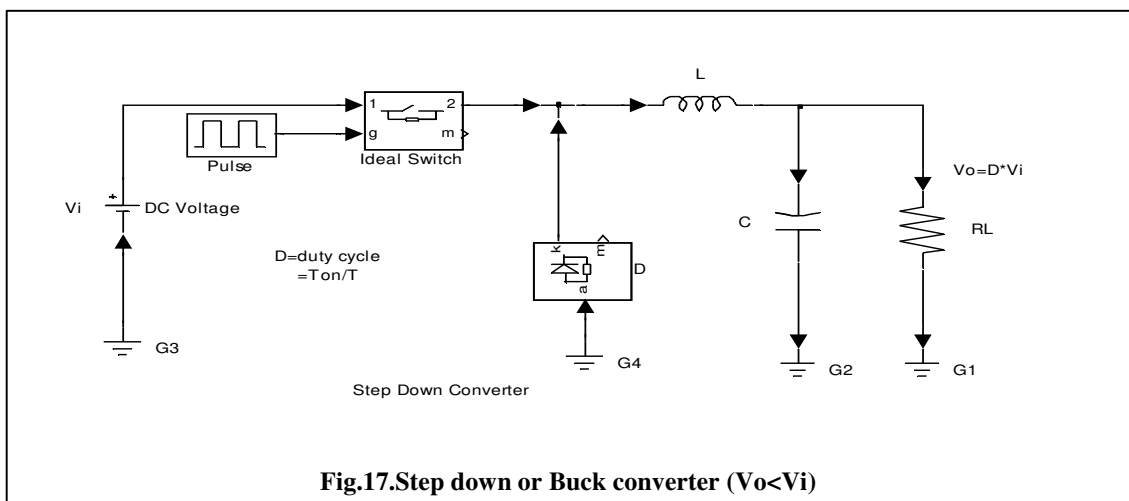 L
1
2
g
m
Pulse
Ideal Switch
Vo=D*Vi
Vi
+
DC Voltage
C
RL
D=duty cycle
=Ton/T
k
m
a
D
G3
G4
G2
G1
Step Down Converter
Fig.17.Step down or Buck converter (Vo<Vi)